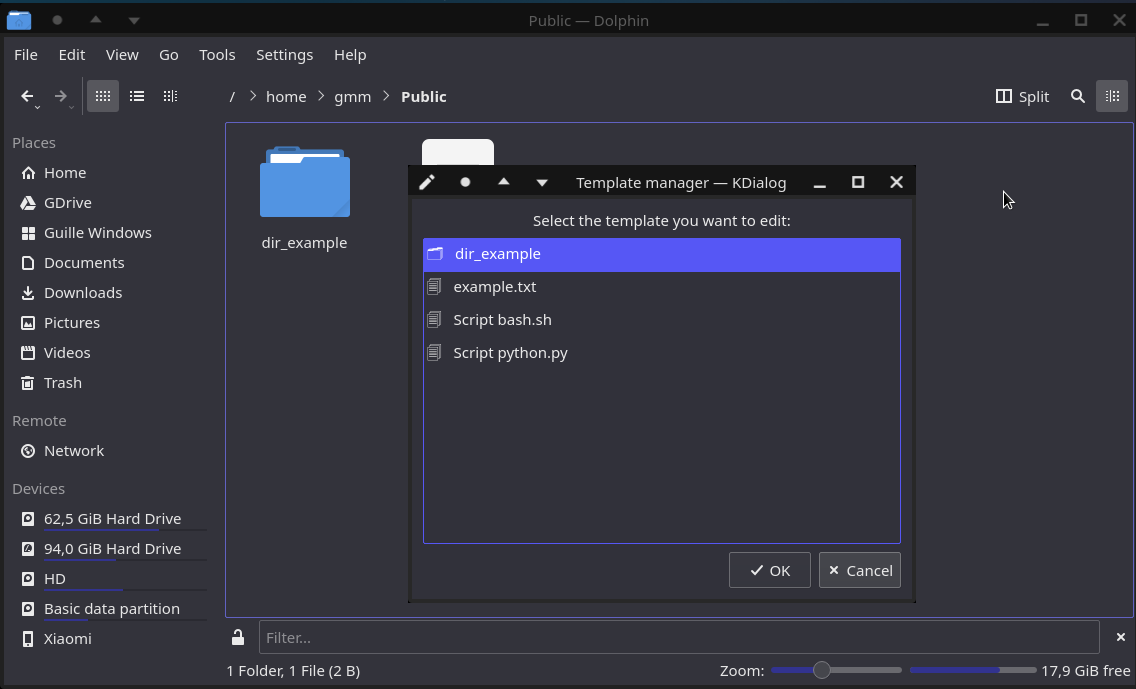 Public — Dolphin
File Edit View Go Tools Settings Help
/ home gmm Public
Split
Places
Home
GDrive
Guille Windows
Documents
Downloads
Pictures
Videos
Trash
Remote
Network
Devices
62,5 GiB Hard Drive
94,0 GiB Hard Drive
HD
Basic data partition
Xiaomi
dir_example
Template manager — KDialog
Select the template you want to edit:
dir_example
example.txt
Script bash.sh
Script python.py
OK Cancel
Filter...
1 Folder, 1 File (2 B)
Zoom:
17,9 GiB free